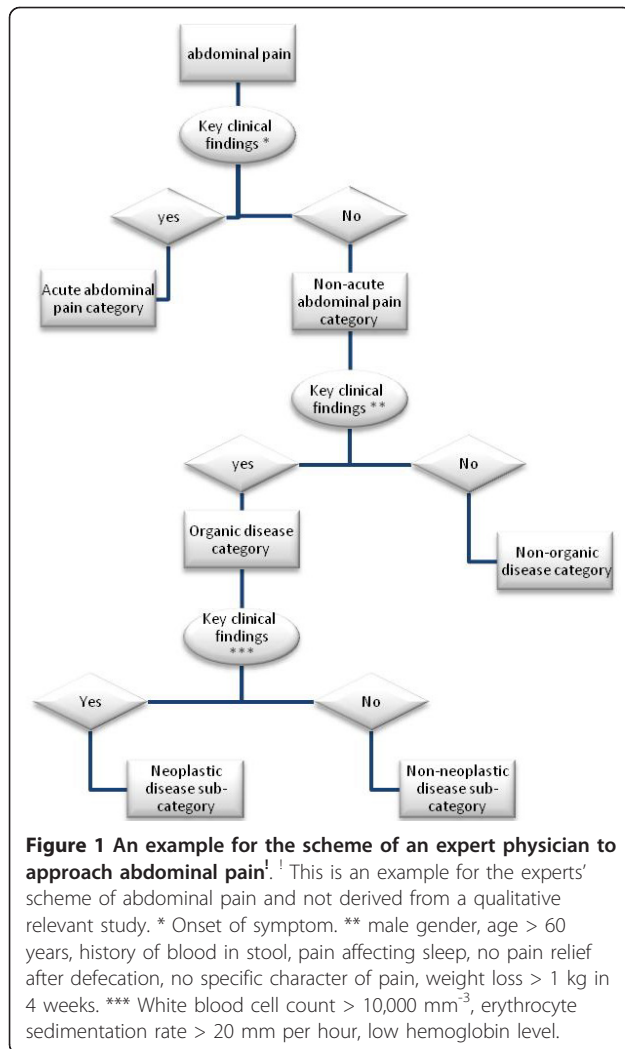 abdominal pain
Key clinical
findings *
yes
No
Acute abdominal
pain category
Non-acute
abdominal pain
category
Key clinical
findings **
yes
No
Organic disease
category
Non-organic
disease category
Key clinical
findings
***
Yes
No
Neoplastic
disease sub-
category
Non-neoplastic
disease sub-
category
Figure 1 An example for the scheme of an expert physician to
approach abdominal pain!. ! This is an example for the experts'
scheme of abdominal pain and not derived from a qualitative
relevant study. * Onset of symptom. ** male gender, age > 60
years, history of blood in stool, pain affecting sleep, no pain relief
after defecation, no specific character of pain, weight loss > 1 kg in
4 weeks. *** White blood cell count > 10,000 mm-3, erythrocyte
sedimentation rate > 20 mm per hour, low hemoglobin level.